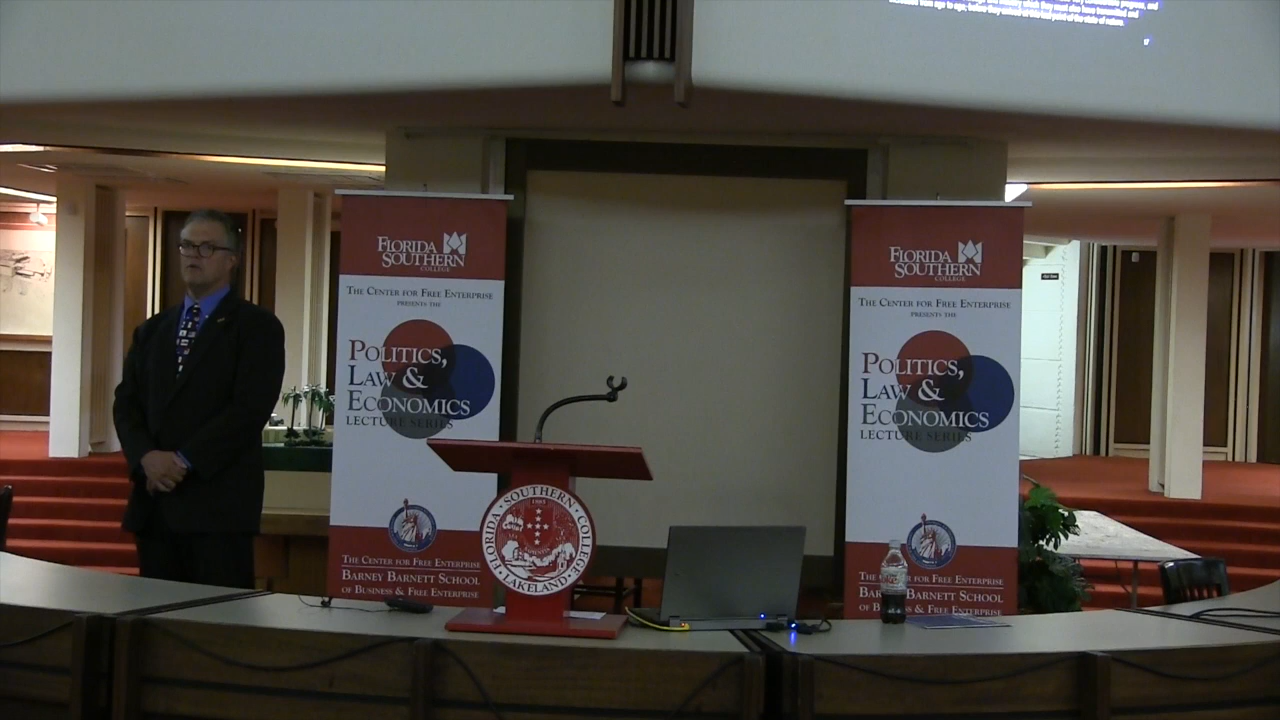 FLORIDA
SOUTHERN
COLLEGE
THE CENTER FOR FREE ENTERPRISE
PRESENTS THE
POLITICS,
LAW &
ECONOMICS
LECTURE SERIES
THE CENTER FOR FREE ENTERPRISE
BARNEY BARNETT SCHOOL
OF BUSINESS & FREE ENTERPRISE
FLORIDA SOUTHERN COLLEGE
1885
LAKELAND
FLORIDA
SOUTHERN
COLLEGE
THE CENTER FOR FREE ENTERPRISE
PRESENTS THE
POLITICS,
LAW &
ECONOMICS
LECTURE SERIES
THE CENTER FOR FREE ENTERPRISE
SCHOOL
OF BUSINESS & FREE ENTERPRISE